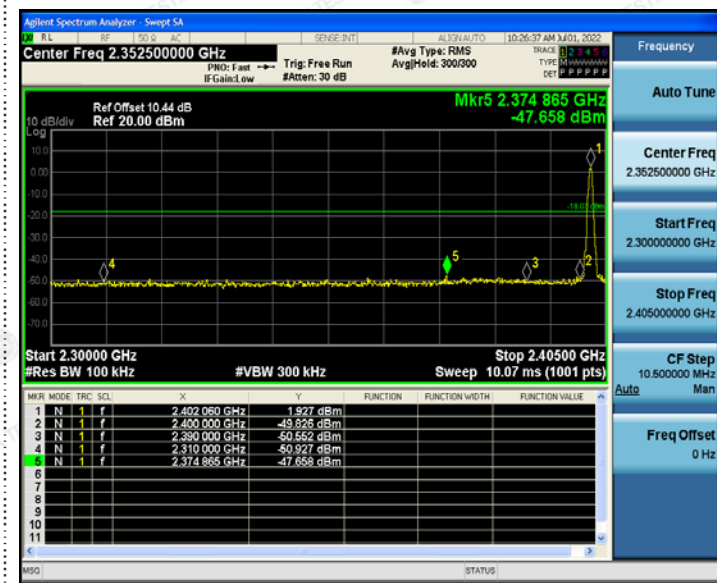 Agilent Spectrum Analyzer - Swept SA
RL RF 50 Ω AC SENSE:INT ALIGNAUTO 10:26:37 AM Jul 01, 2022
Center Freq 2.352500000 GHz
PNO: Fast
IFGain:Low
Trig: Free Run
#Atten: 30 dB
#Avg Type: RMS
Avg|Hold: 300/300
TRACE 1 2 3 4 5 6
TYPE M
DET P P P P P P
Ref Offset 10.44 dB
Ref 20.00 dBm
10 dB/div
Log
Mkr5 2.374 865 GHz
-47.658 dBm
10.0
0.00
-10.0
-20.0
-30.0
-40.0
-50.0
-60.0
-70.0
1
2
3
4
5
Start 2.30000 GHz
#Res BW 100 kHz
#VBW 300 kHz
Stop 2.40500 GHz
Sweep 10.07 ms (1001 pts)
MKR MODE TRC SCL X Y FUNCTION FUNCTION WIDTH FUNCTION VALUE
1 N 1 f 2.402 060 GHz 1.927 dBm
2 N 1 f 2.400 000 GHz -49.826 dBm
3 N 1 f 2.390 000 GHz -50.552 dBm
4 N 1 f 2.310 000 GHz -50.927 dBm
5 N 1 f 2.374 865 GHz -47.658 dBm
6
7
8
9
10
11
MSG STATUS
Frequency
Auto Tune
Center Freq
2.352500000 GHz
Start Freq
2.300000000 GHz
Stop Freq
2.405000000 GHz
CF Step
10.500000 MHz
Auto Man
Freq Offset
0 Hz